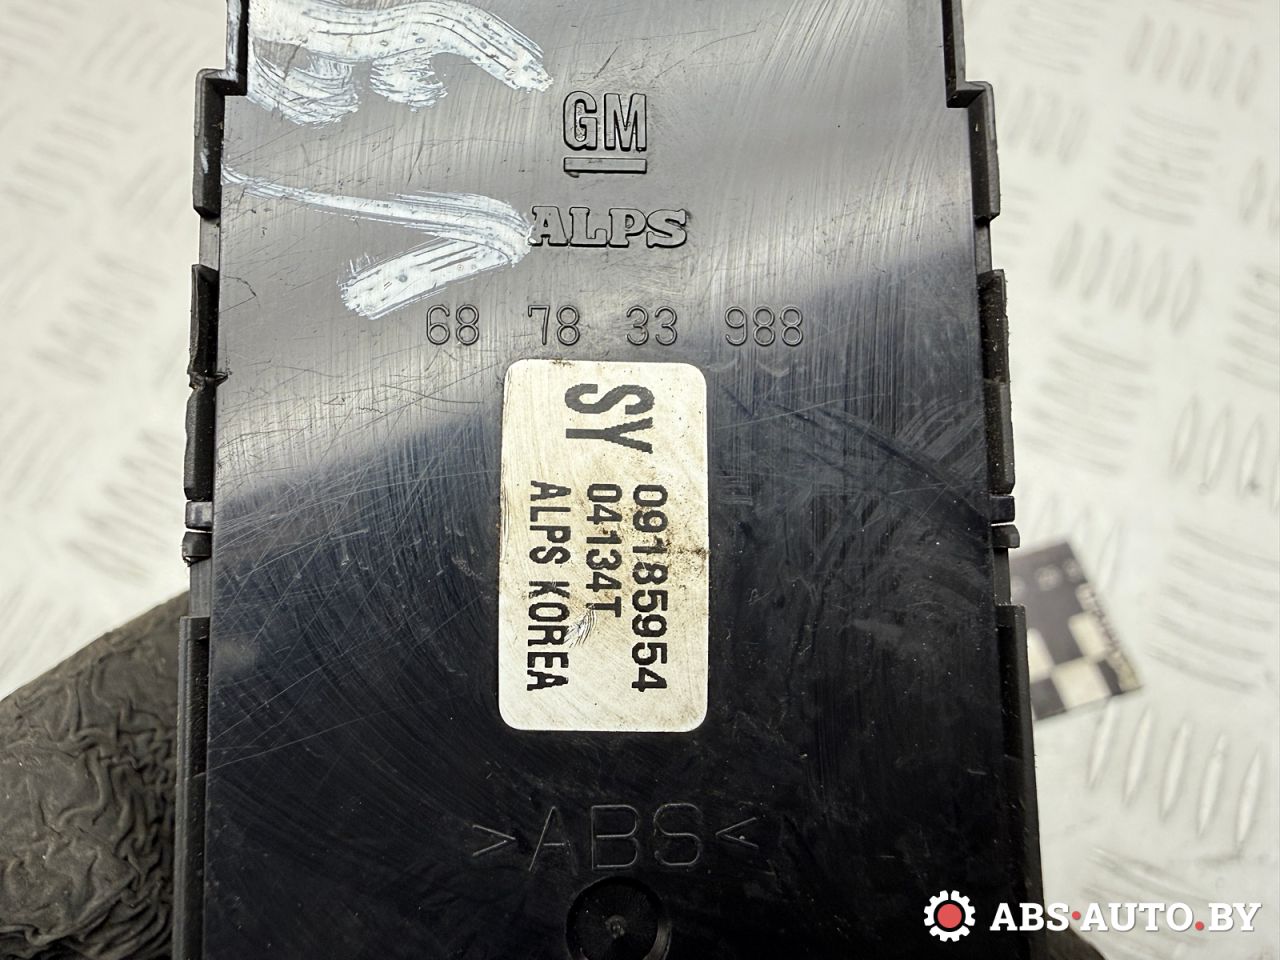 GM
ALPS
68 78 33 988
SY 09185954
04134T
ALPS KOREA
>ABS<
ABS-AUTO.BY